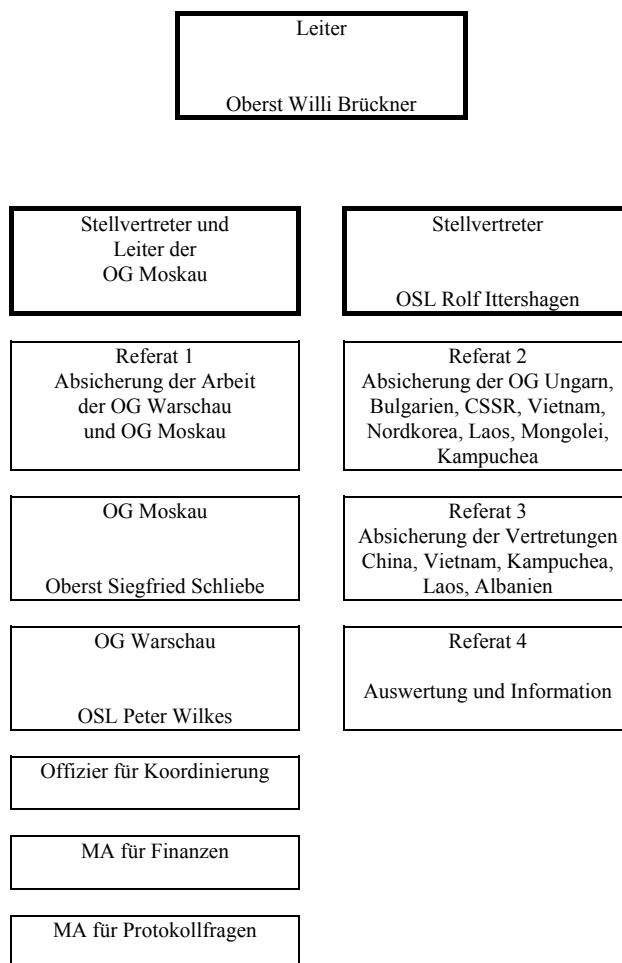 Leiter
Oberst Willi Brückner
Stellvertreter und
Leiter der
OG Moskau
Stellvertreter
OSL Rolf Ittershagen
Referat 1
Absicherung der Arbeit
der OG Warschau
und OG Moskau
Referat 2
Absicherung der OG Ungarn,
Bulgarien, CSSR, Vietnam,
Nordkorea, Laos, Mongolei,
Kampuchea
OG Moskau
Oberst Siegfried Schliebe
Referat 3
Absicherung der Vertretungen
China, Vietnam, Kampuchea,
Laos, Albanien
OG Warschau
OSL Peter Wilkes
Referat 4
Auswertung und Information
Offizier für Koordinierung
MA für Finanzen
MA für Protokollfragen